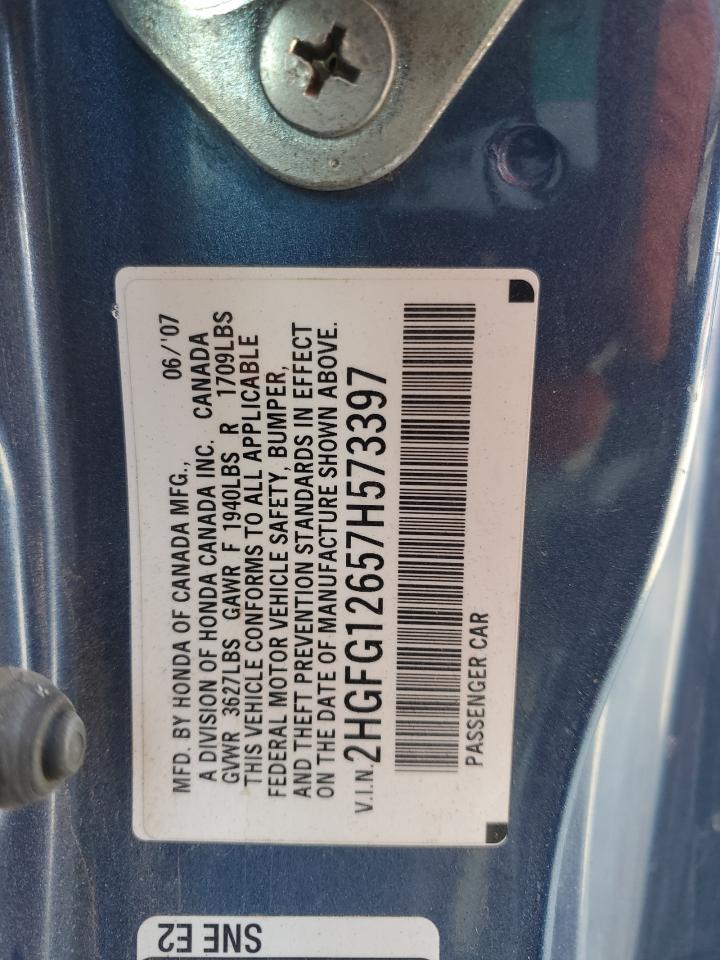 MFD. BY HONDA OF CANADA MFG., 06/'07
A DIVISION OF HONDA CANADA INC. CANADA
GVWR 3627LBS GAWR F 1940LBS R 1709LBS
THIS VEHICLE CONFORMS TO ALL APPLICABLE
FEDERAL MOTOR VEHICLE SAFETY, BUMPER,
AND THEFT PREVENTION STANDARDS IN EFFECT
ON THE DATE OF MANUFACTURE SHOWN ABOVE.
V.I.N. 2HGFG12657H573397
PASSENGER CAR
SNE E2